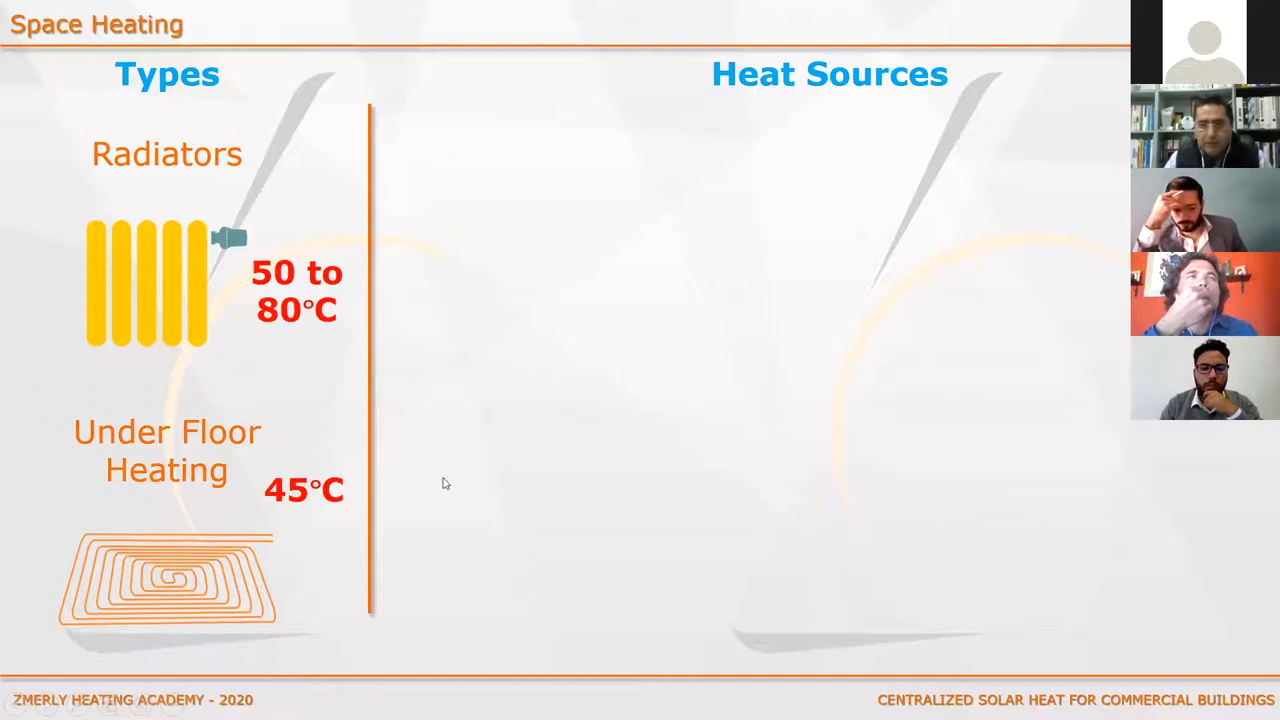 Space Heating
Types
Heat Sources
Radiators
50 to
80°C
Under Floor
Heating
45°C
ZMERLY HEATING ACADEMY - 2020
CENTRALIZED SOLAR HEAT FOR COMMERCIAL BUILDINGS